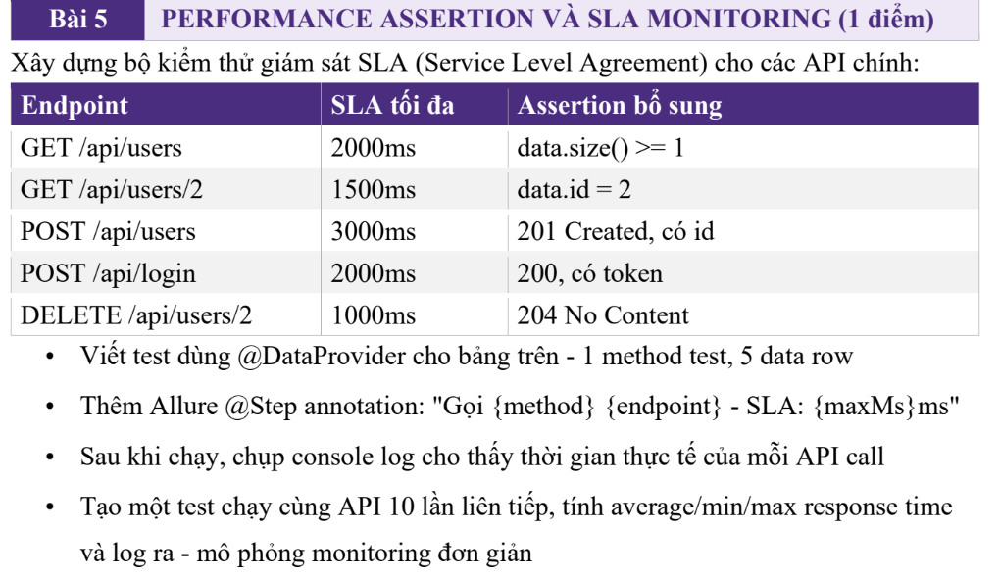 Bài 5 PERFORMANCE ASSERTION VÀ SLA MONITORING (1 điểm)
Xây dựng bộ kiểm thử giám sát SLA (Service Level Agreement) cho các API chính:
Endpoint SLA tối đa Assertion bổ sung
GET /api/users 2000ms data.size() >= 1
GET /api/users/2 1500ms data.id = 2
POST /api/users 3000ms 201 Created, có id
POST /api/login 2000ms 200, có token
DELETE /api/users/2 1000ms 204 No Content
• Viết test dùng @DataProvider cho bảng trên - 1 method test, 5 data row
• Thêm Allure @Step annotation: "Gọi {method} {endpoint} - SLA: {maxMs}ms"
• Sau khi chạy, chụp console log cho thấy thời gian thực tế của mỗi API call
• Tạo một test chạy cùng API 10 lần liên tiếp, tính average/min/max response time
và log ra - mô phỏng monitoring đơn giản